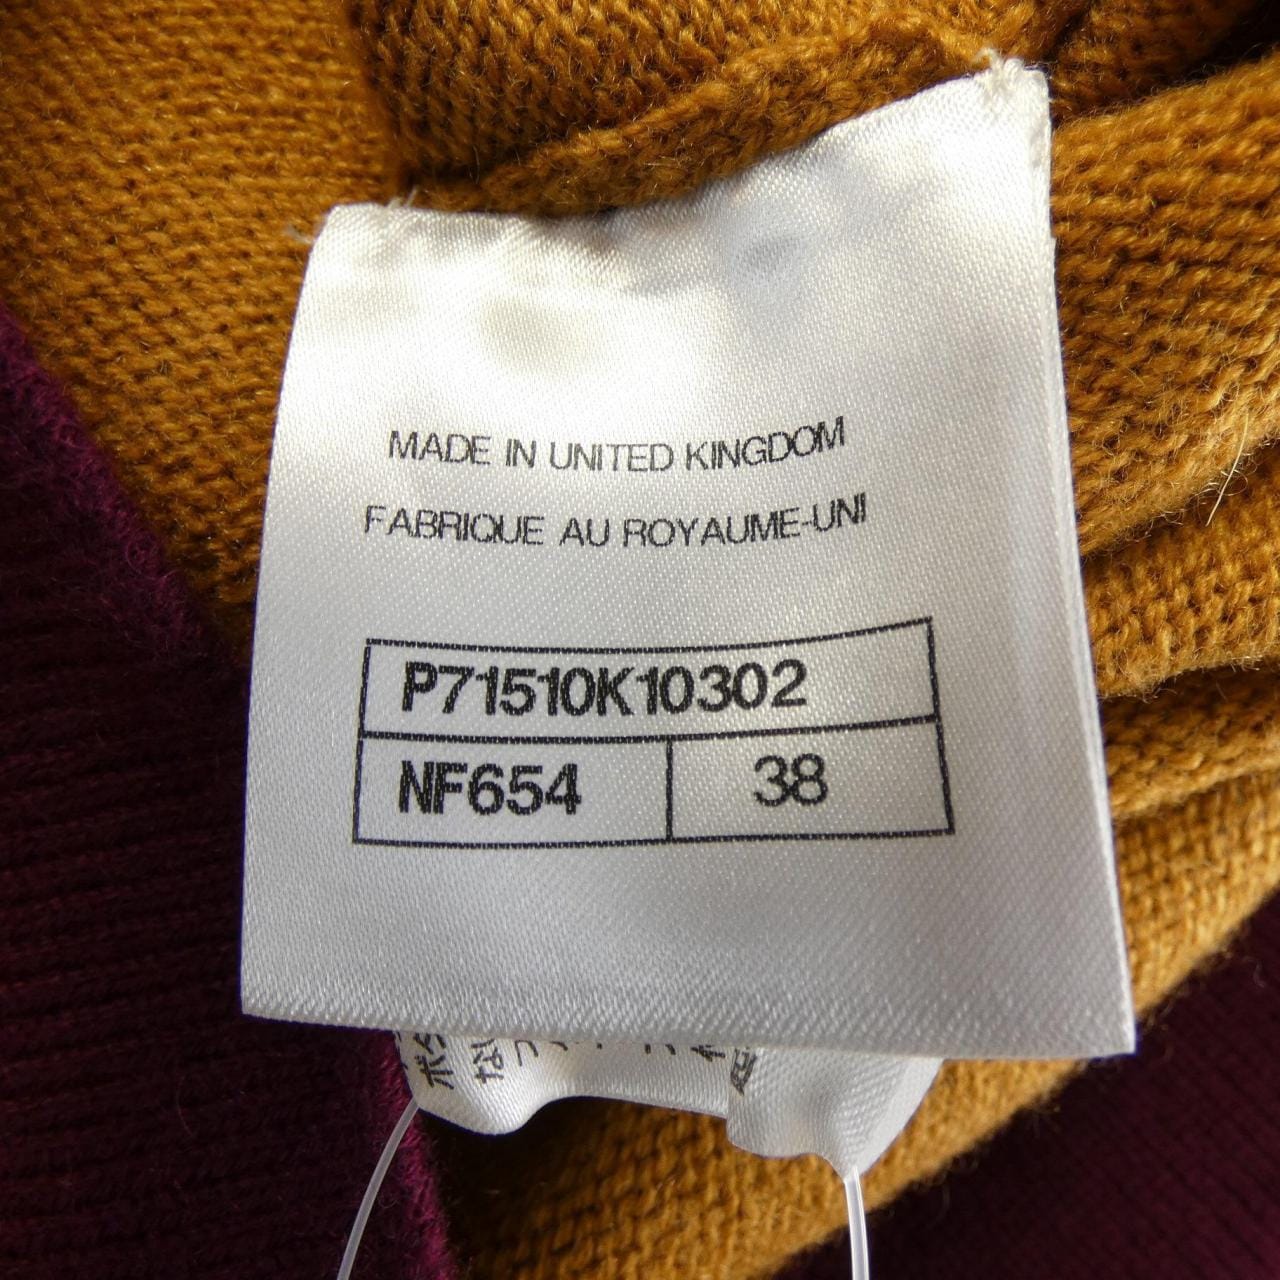 MADE IN UNITED KINGDOM
FABRIQUE AU ROYAUME-UNI
P71510K10302
NF654 38